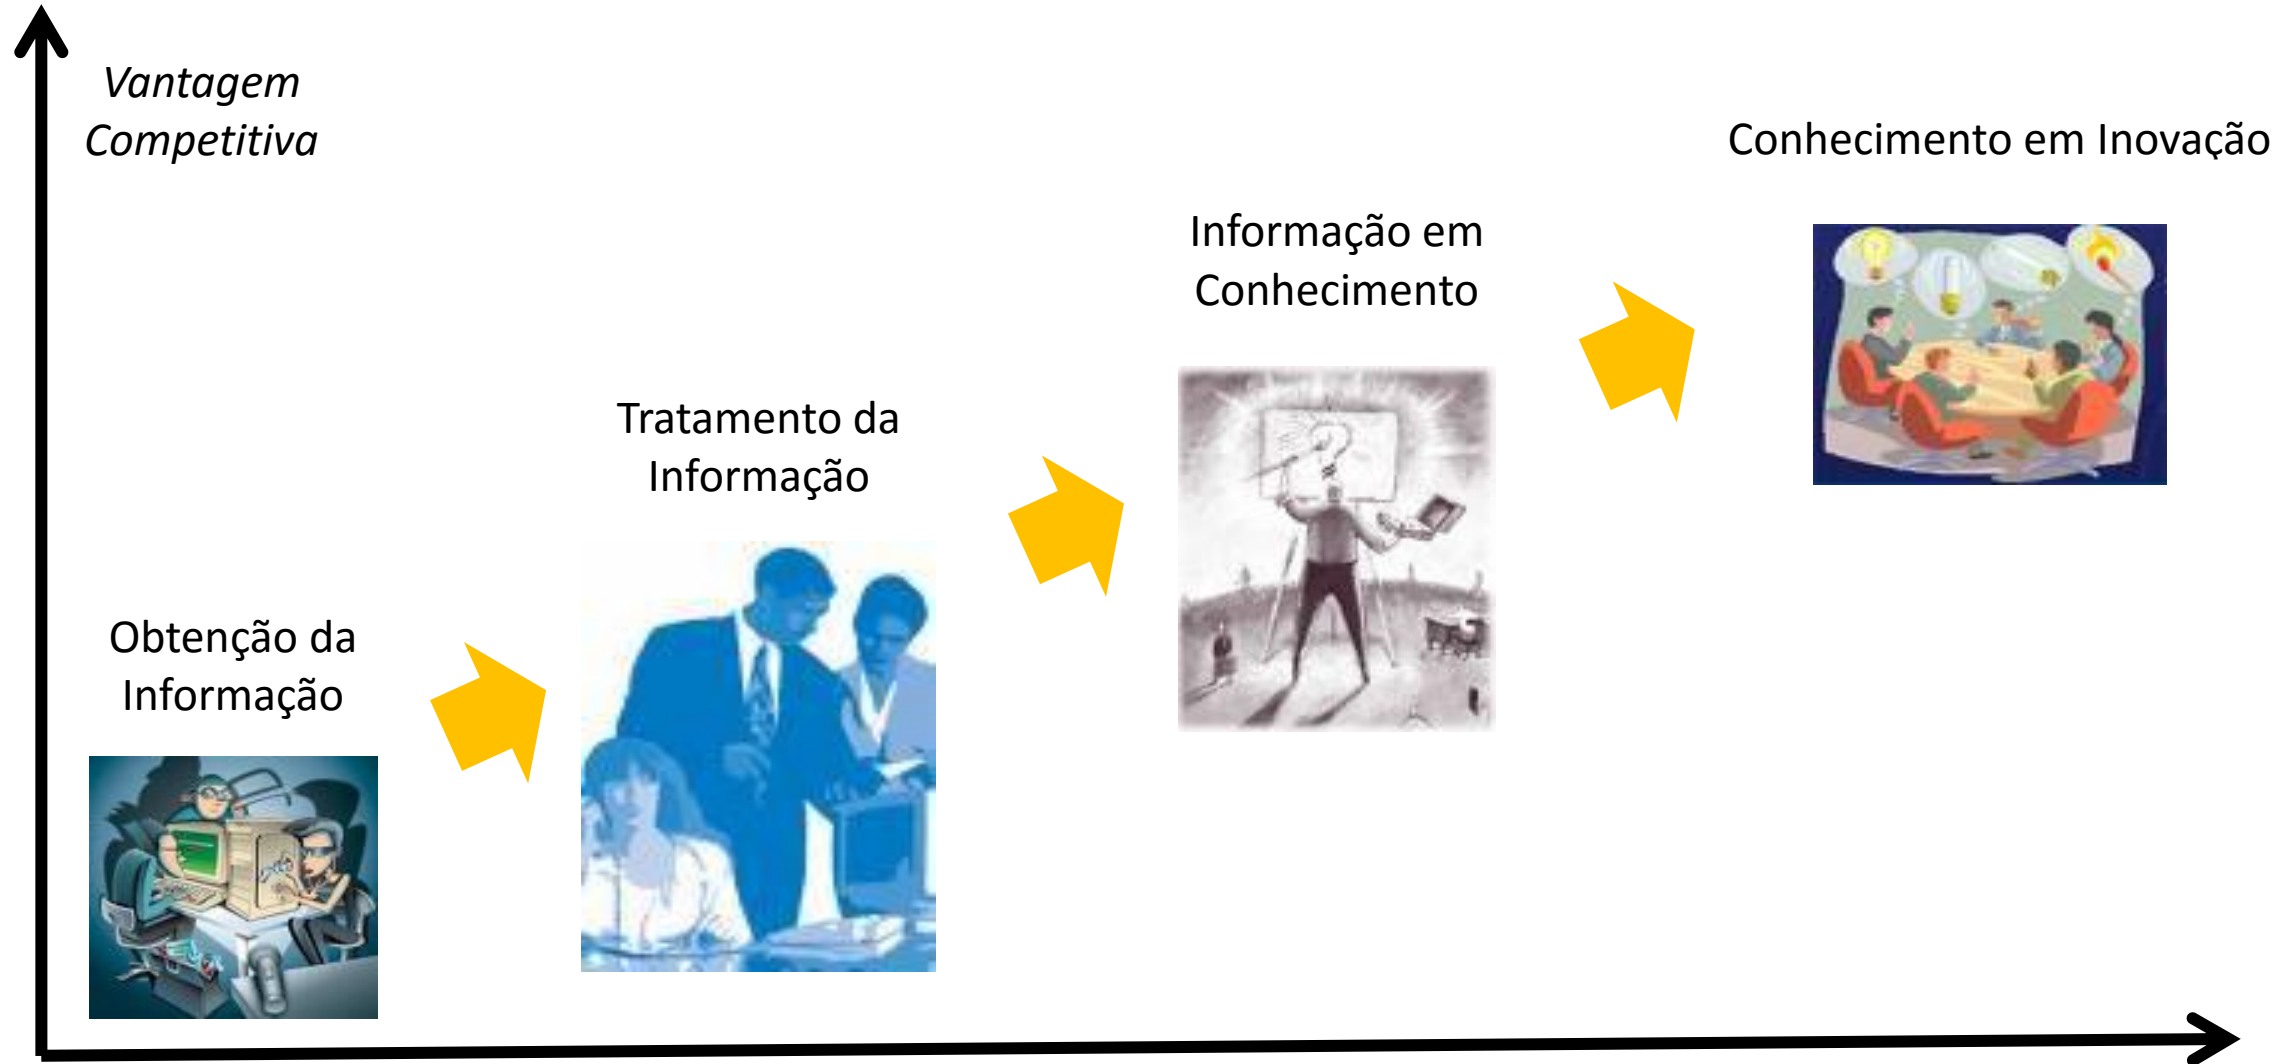 Vantagem
Competitiva
Conhecimento em Inovação
Informação em
Conhecimento
Tratamento da
Informação
Obtenção da
Informação